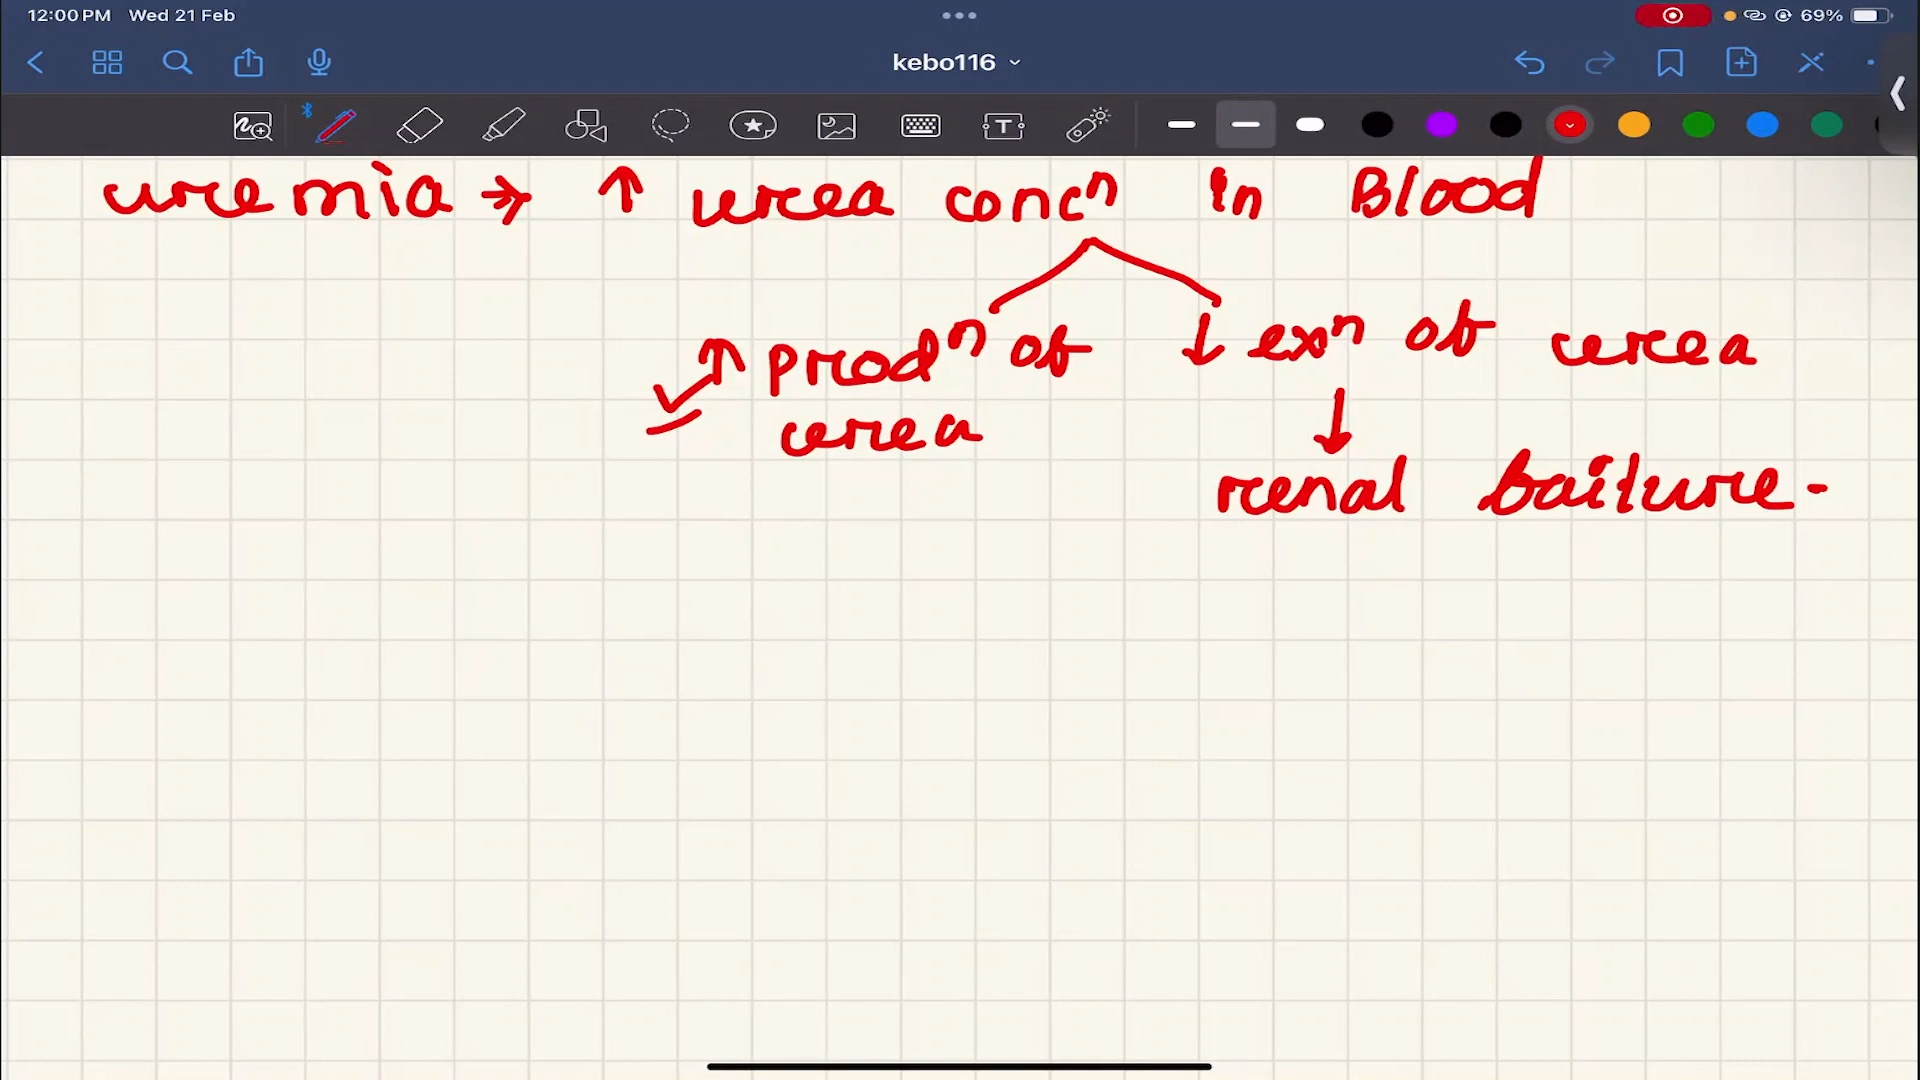 12:00 PM Wed 21 Feb
69%
kebo116
T
uremia → ↑ urea concⁿ in Blood
↑ prodⁿ of
urea
↓ exⁿ of urea
↓
renal failure -